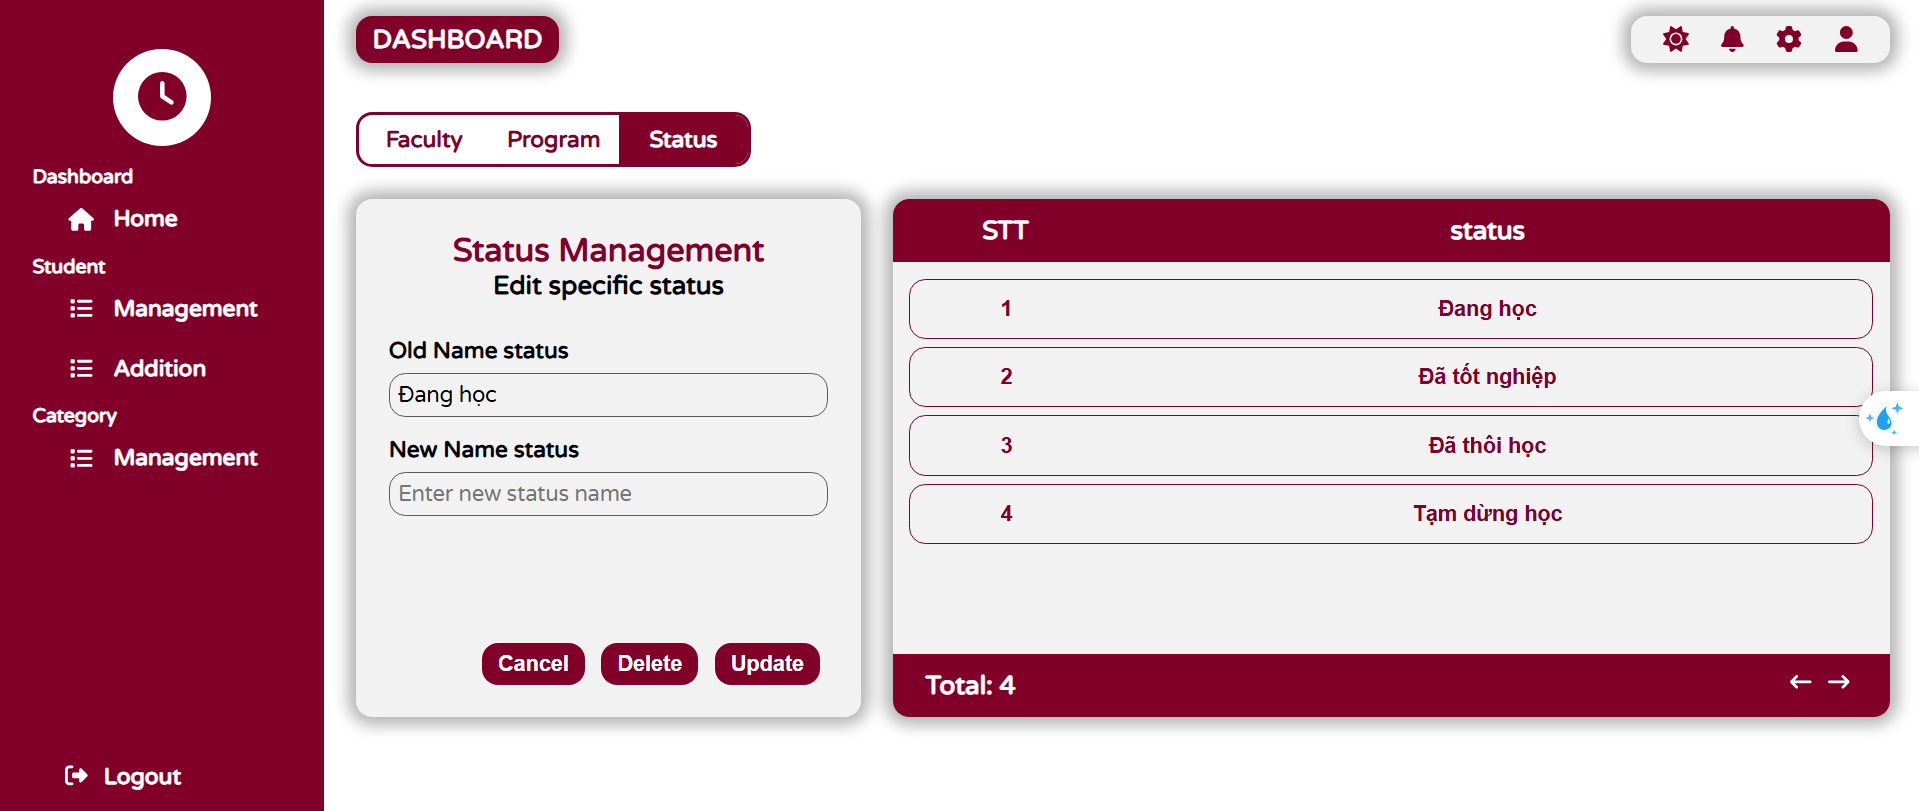 Dashboard
Home
Student
Management
Addition
Category
Management
Logout
DASHBOARD
Faculty
Program
Status
Status Management
Edit specific status
Old Name status
Đang học
New Name status
Enter new status name
Cancel
Delete
Update
STT
status
1
Đang học
2
Đã tốt nghiệp
3
Đã thôi học
4
Tạm dừng học
Total: 4